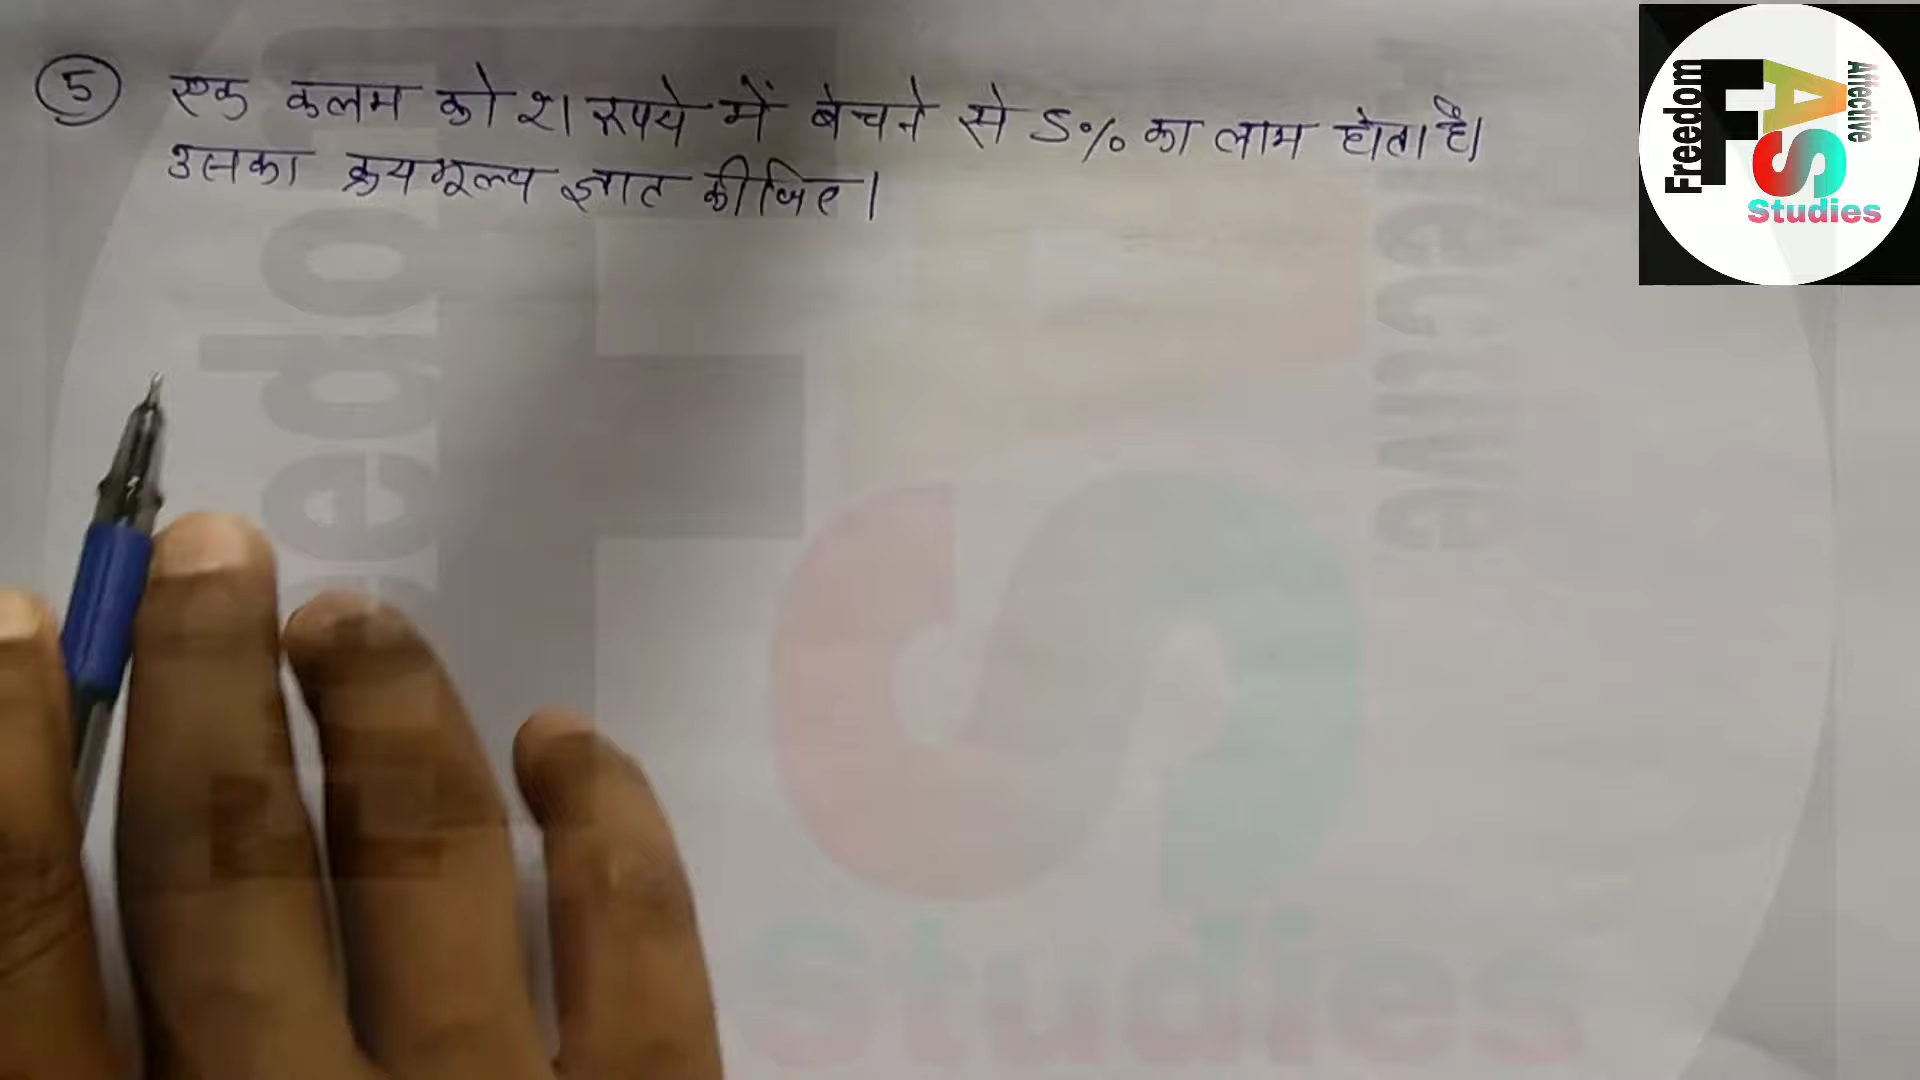 5 एक कलम को 21 रूपये में बेचने से 5% का लाभ होता है।
उसका क्रयमूल्य ज्ञात कीजिए।
Freedom
FAS
Affective
Studies